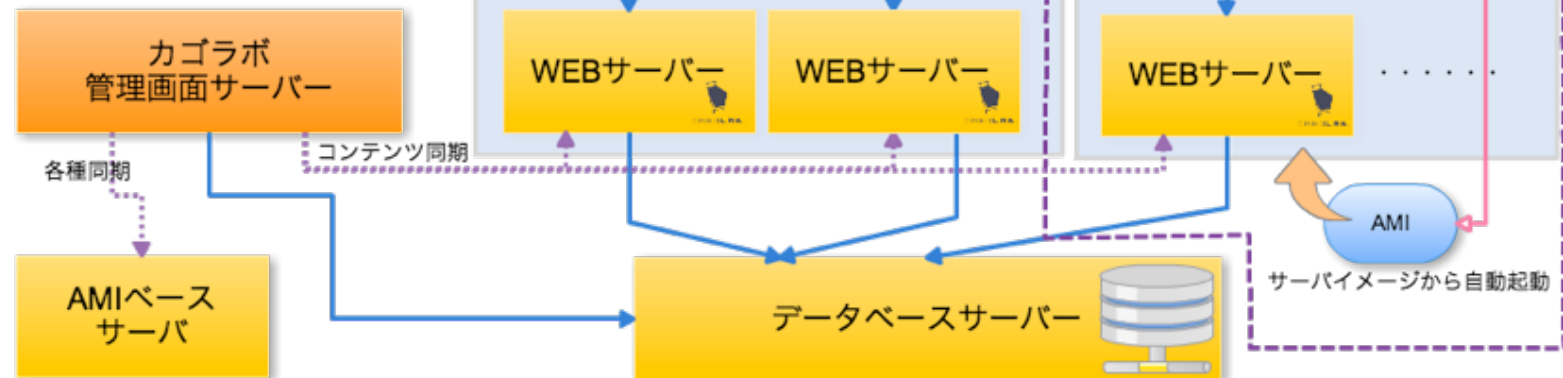 カゴラボ
管理画面サーバー
WEBサーバー
WEBサーバー
WEBサーバー
・・・・・・
コンテンツ同期
各種同期
AMI
サーバイメージから自動起動
AMIベース
サーバ
データベースサーバー